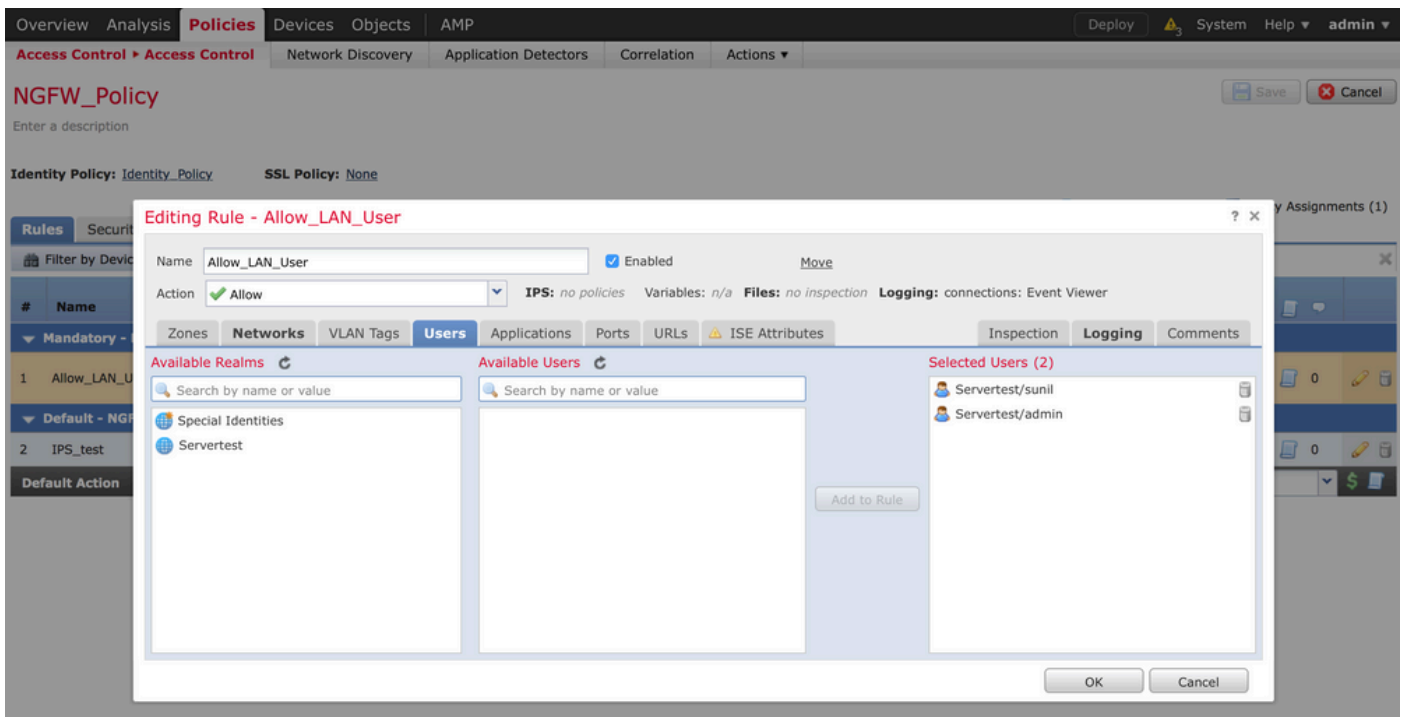 Overview Analysis Policies Devices Objects AMP Deploy 3 System Help ▾ admin ▾
Access Control ▸ Access Control Network Discovery Application Detectors Correlation Actions ▾
NGFW_Policy Save Cancel
Enter a description
Identity Policy: Identity_Policy SSL Policy: None
y Assignments (1)
Rules Securit
Editing Rule - Allow_LAN_User ? ×
Filter by Devic
Name Allow_LAN_User Enabled Move
Action Allow IPS: no policies Variables: n/a Files: no inspection Logging: connections: Event Viewer
# Name
Zones Networks VLAN Tags Users Applications Ports URLs ISE Attributes Inspection Logging Comments
Mandatory -
Available Realms Available Users Selected Users (2)
1 Allow_LAN_U 0
Search by name or value Search by name or value Servertest/sunil
Default - NGF
Special Identities Servertest/admin
Servertest
2 IPS_test 0
Default Action $
Add to Rule
OK Cancel